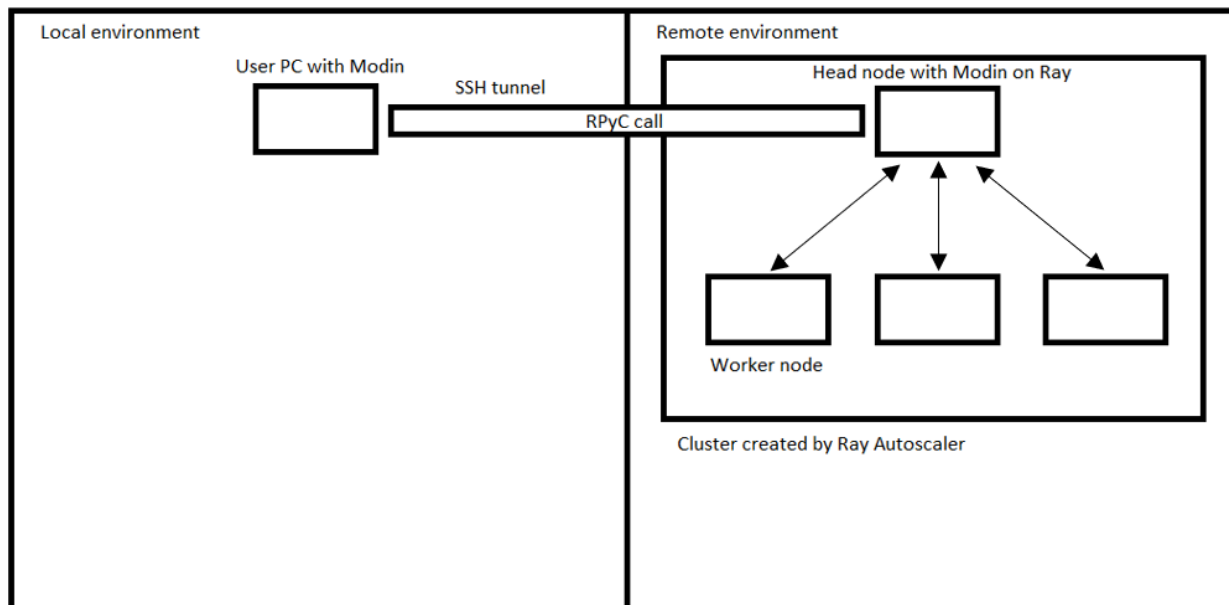 Local environment
Remote environment
User PC with Modin
Head node with Modin on Ray
SSH tunnel
RPyC call
Worker node
Cluster created by Ray Autoscaler